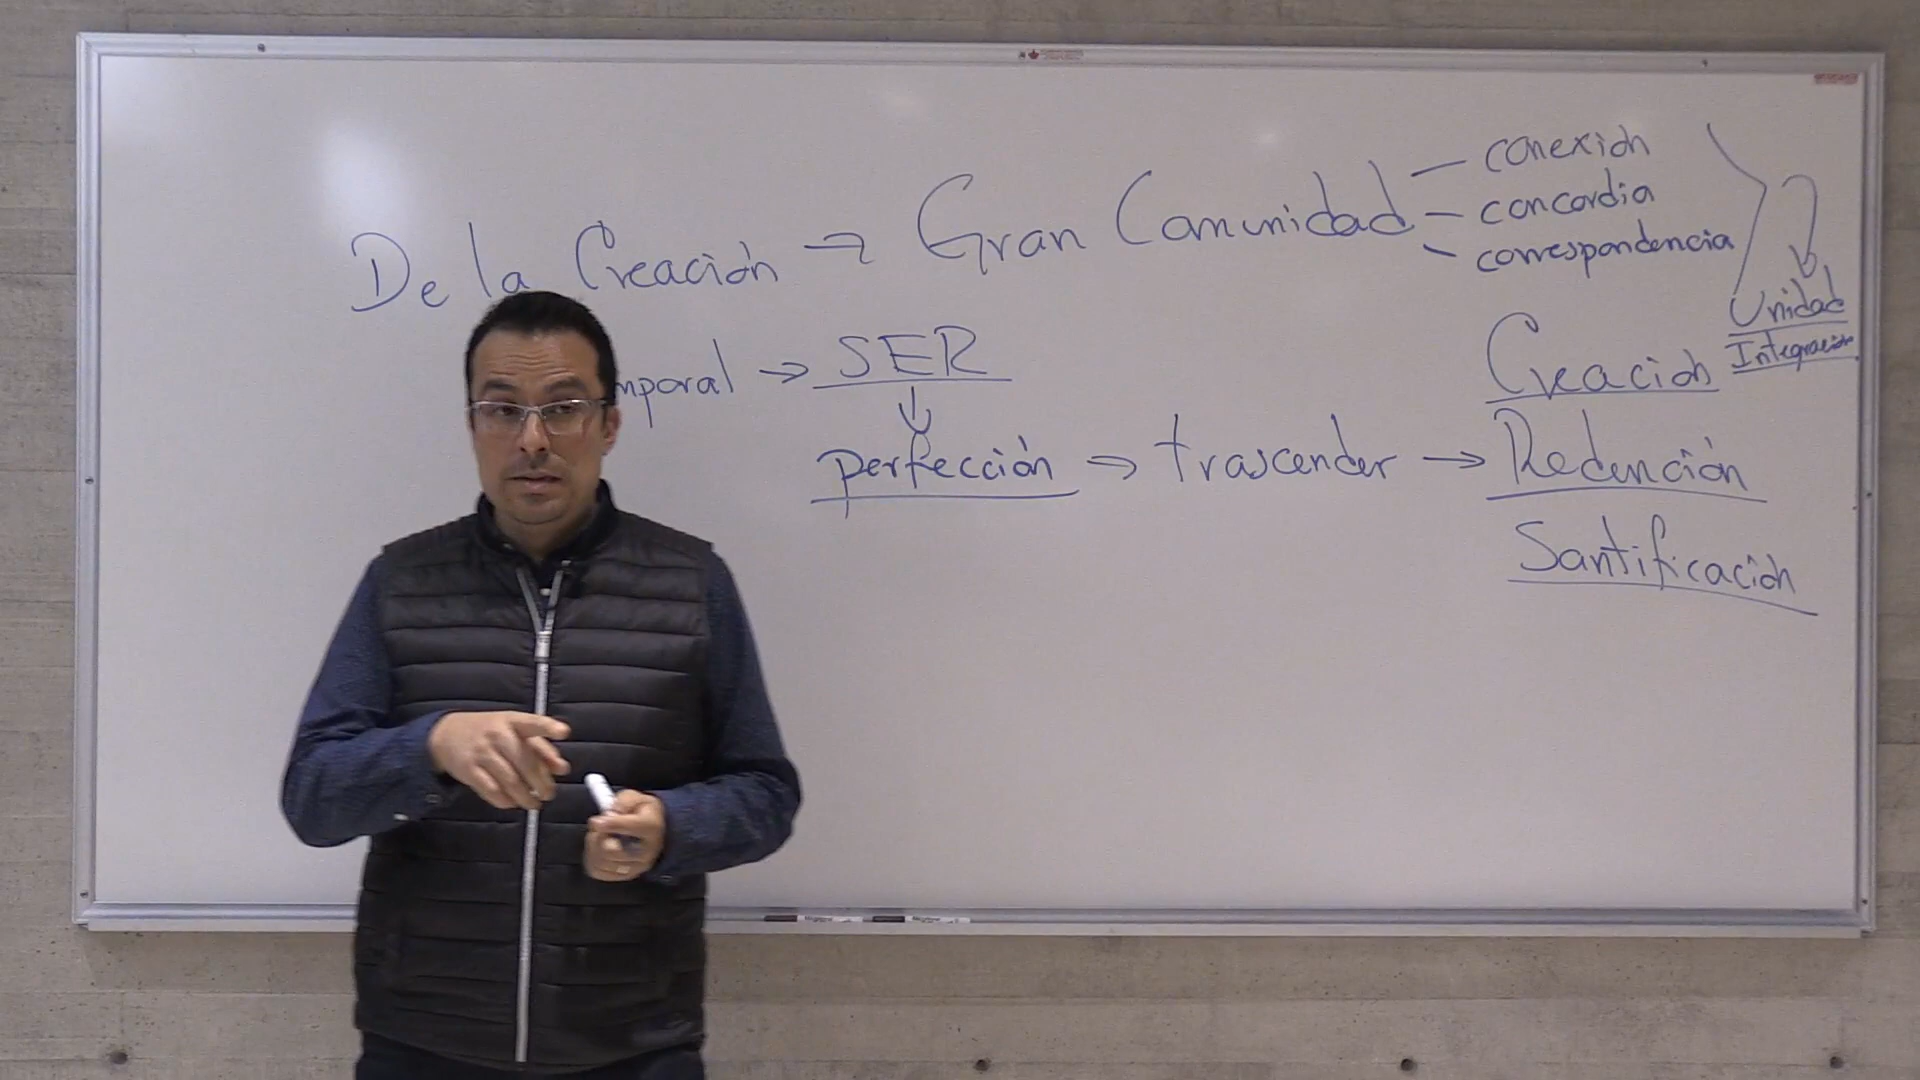 De la Creación → Gran Comunidad
— conexión
— concordia
— correspondencia
Unidad
Integración
mporal → SER
perfección → trascender →
Creación
Redención
Santificación